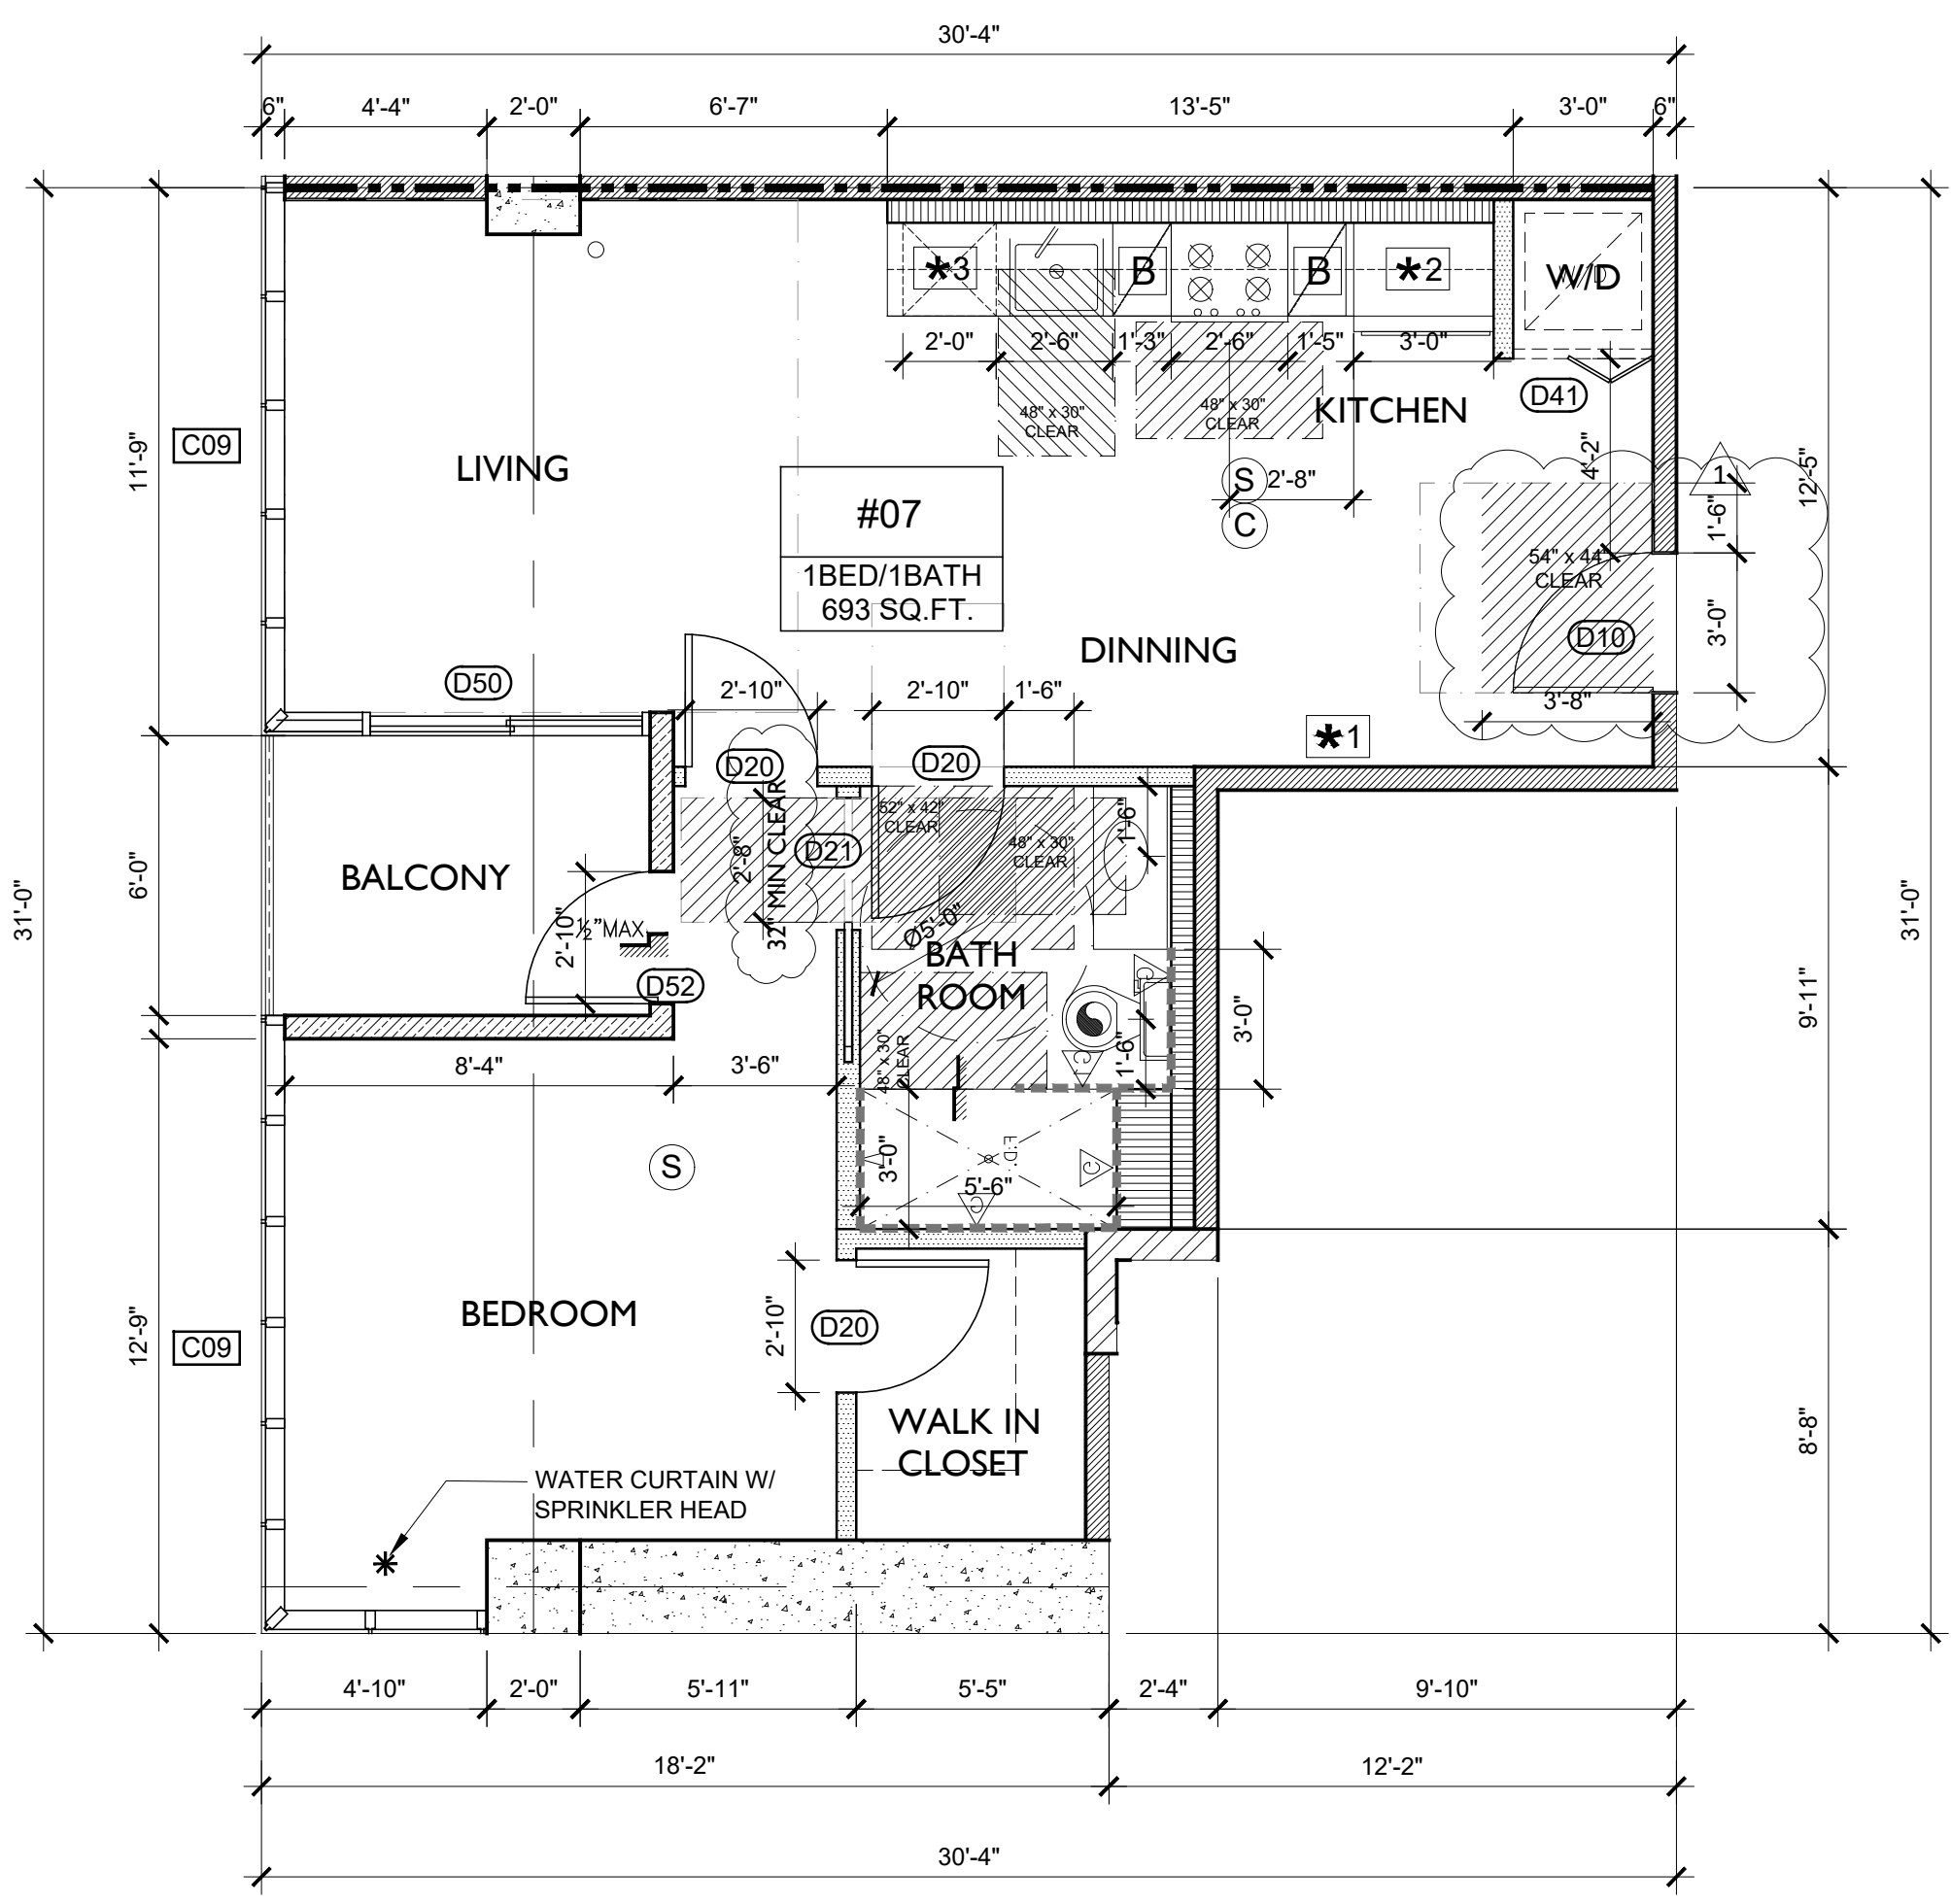 30'-4"
6"
4'-4"
2'-0"
6'-7"
13'-5"
3'-0"
6"
*3
B
B
*2
W/D
2'-0"
2'-6"
1'-3"
2'-6"
1'-5"
3'-0"
D41
48" x 30"
CLEAR
48" x 30"
CLEAR
KITCHEN
C09
11'-9"
LIVING
4'-2"
12'-5"
1
S
2'-8"
1'-6"
#07
C
54" x 44"
CLEAR
1BED/1BATH
693 SQ.FT.
3'-0"
D10
DINNING
D50
2'-10"
2'-10"
1'-6"
3'-8"
*1
D20
D20
52" x 42"
CLEAR
1'-6"
32" MIN CLEAR
2'-8"
D21
48" x 30"
CLEAR
BALCONY
6'-0"
31'-0"
31'-0"
2'-10"
½"MAX.
Ø5'-0"
BATH
ROOM
D52
G
3'-0"
9'-11"
1'-6"
G
48" x 30"
CLEAR
8'-4"
3'-6"
S
3'-0"
F.D.
G
5'-6"
G
BEDROOM
2'-10"
D20
12'-9"
C09
WALK IN
CLOSET
8'-8"
WATER CURTAIN W/
SPRINKLER HEAD
4'-10"
2'-0"
5'-11"
5'-5"
2'-4"
9'-10"
18'-2"
12'-2"
30'-4"